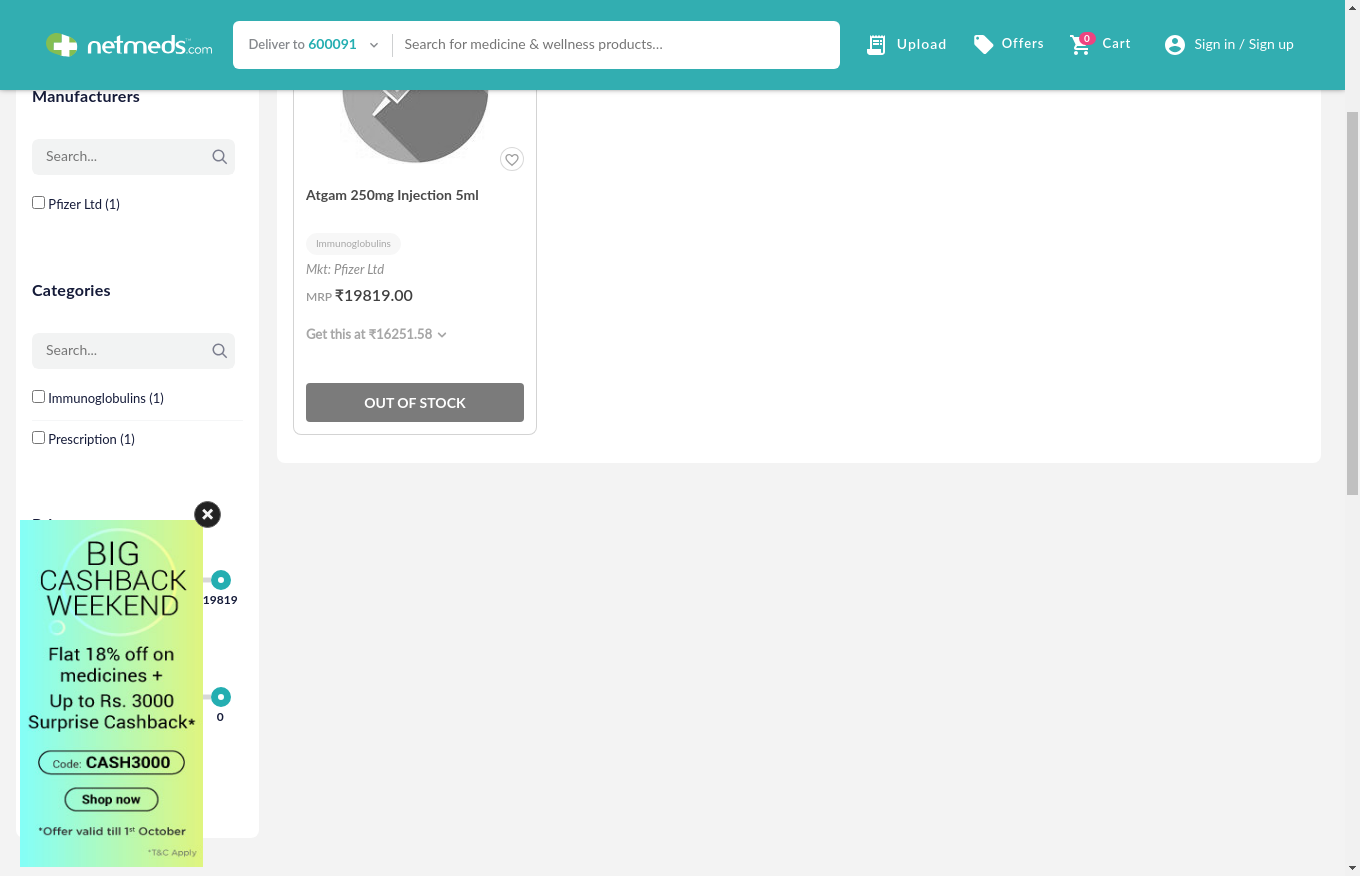 netmeds.com
Deliver to 600091
Search for medicine & wellness products...
Upload
Offers
0
Cart
Sign in / Sign up
Manufacturers
Search...
Pfizer Ltd (1)
Categories
Search...
Immunoglobulins (1)
Prescription (1)
19819
0
BIG
CASHBACK
WEEKEND
Flat 18% off on
medicines +
Up to Rs. 3000
Surprise Cashback*
Code: CASH3000
Shop now
*Offer valid till 1st October
*T&C Apply
Atgam 250mg Injection 5ml
Immunoglobulins
Mkt: Pfizer Ltd
MRP ₹19819.00
Get this at ₹16251.58
OUT OF STOCK